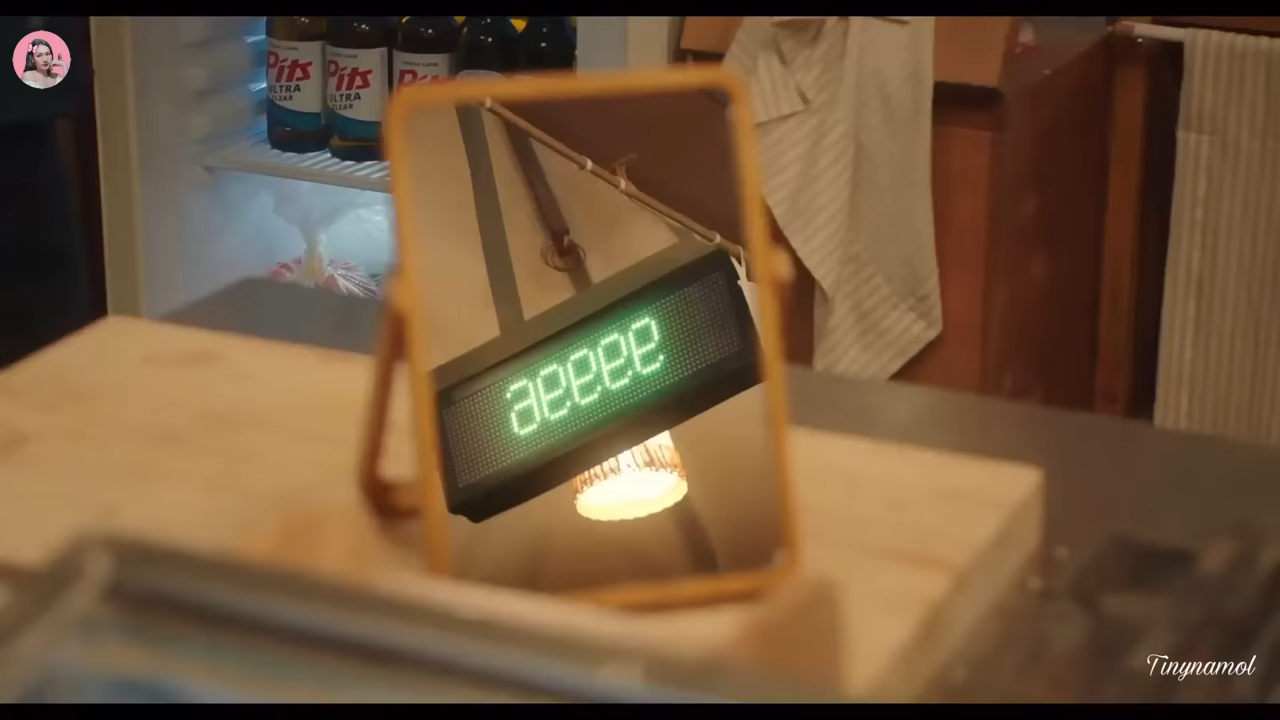 Pits Pits
ULTRA ULTRA
CLEAR CLEAR
aeeee
Tinynamol